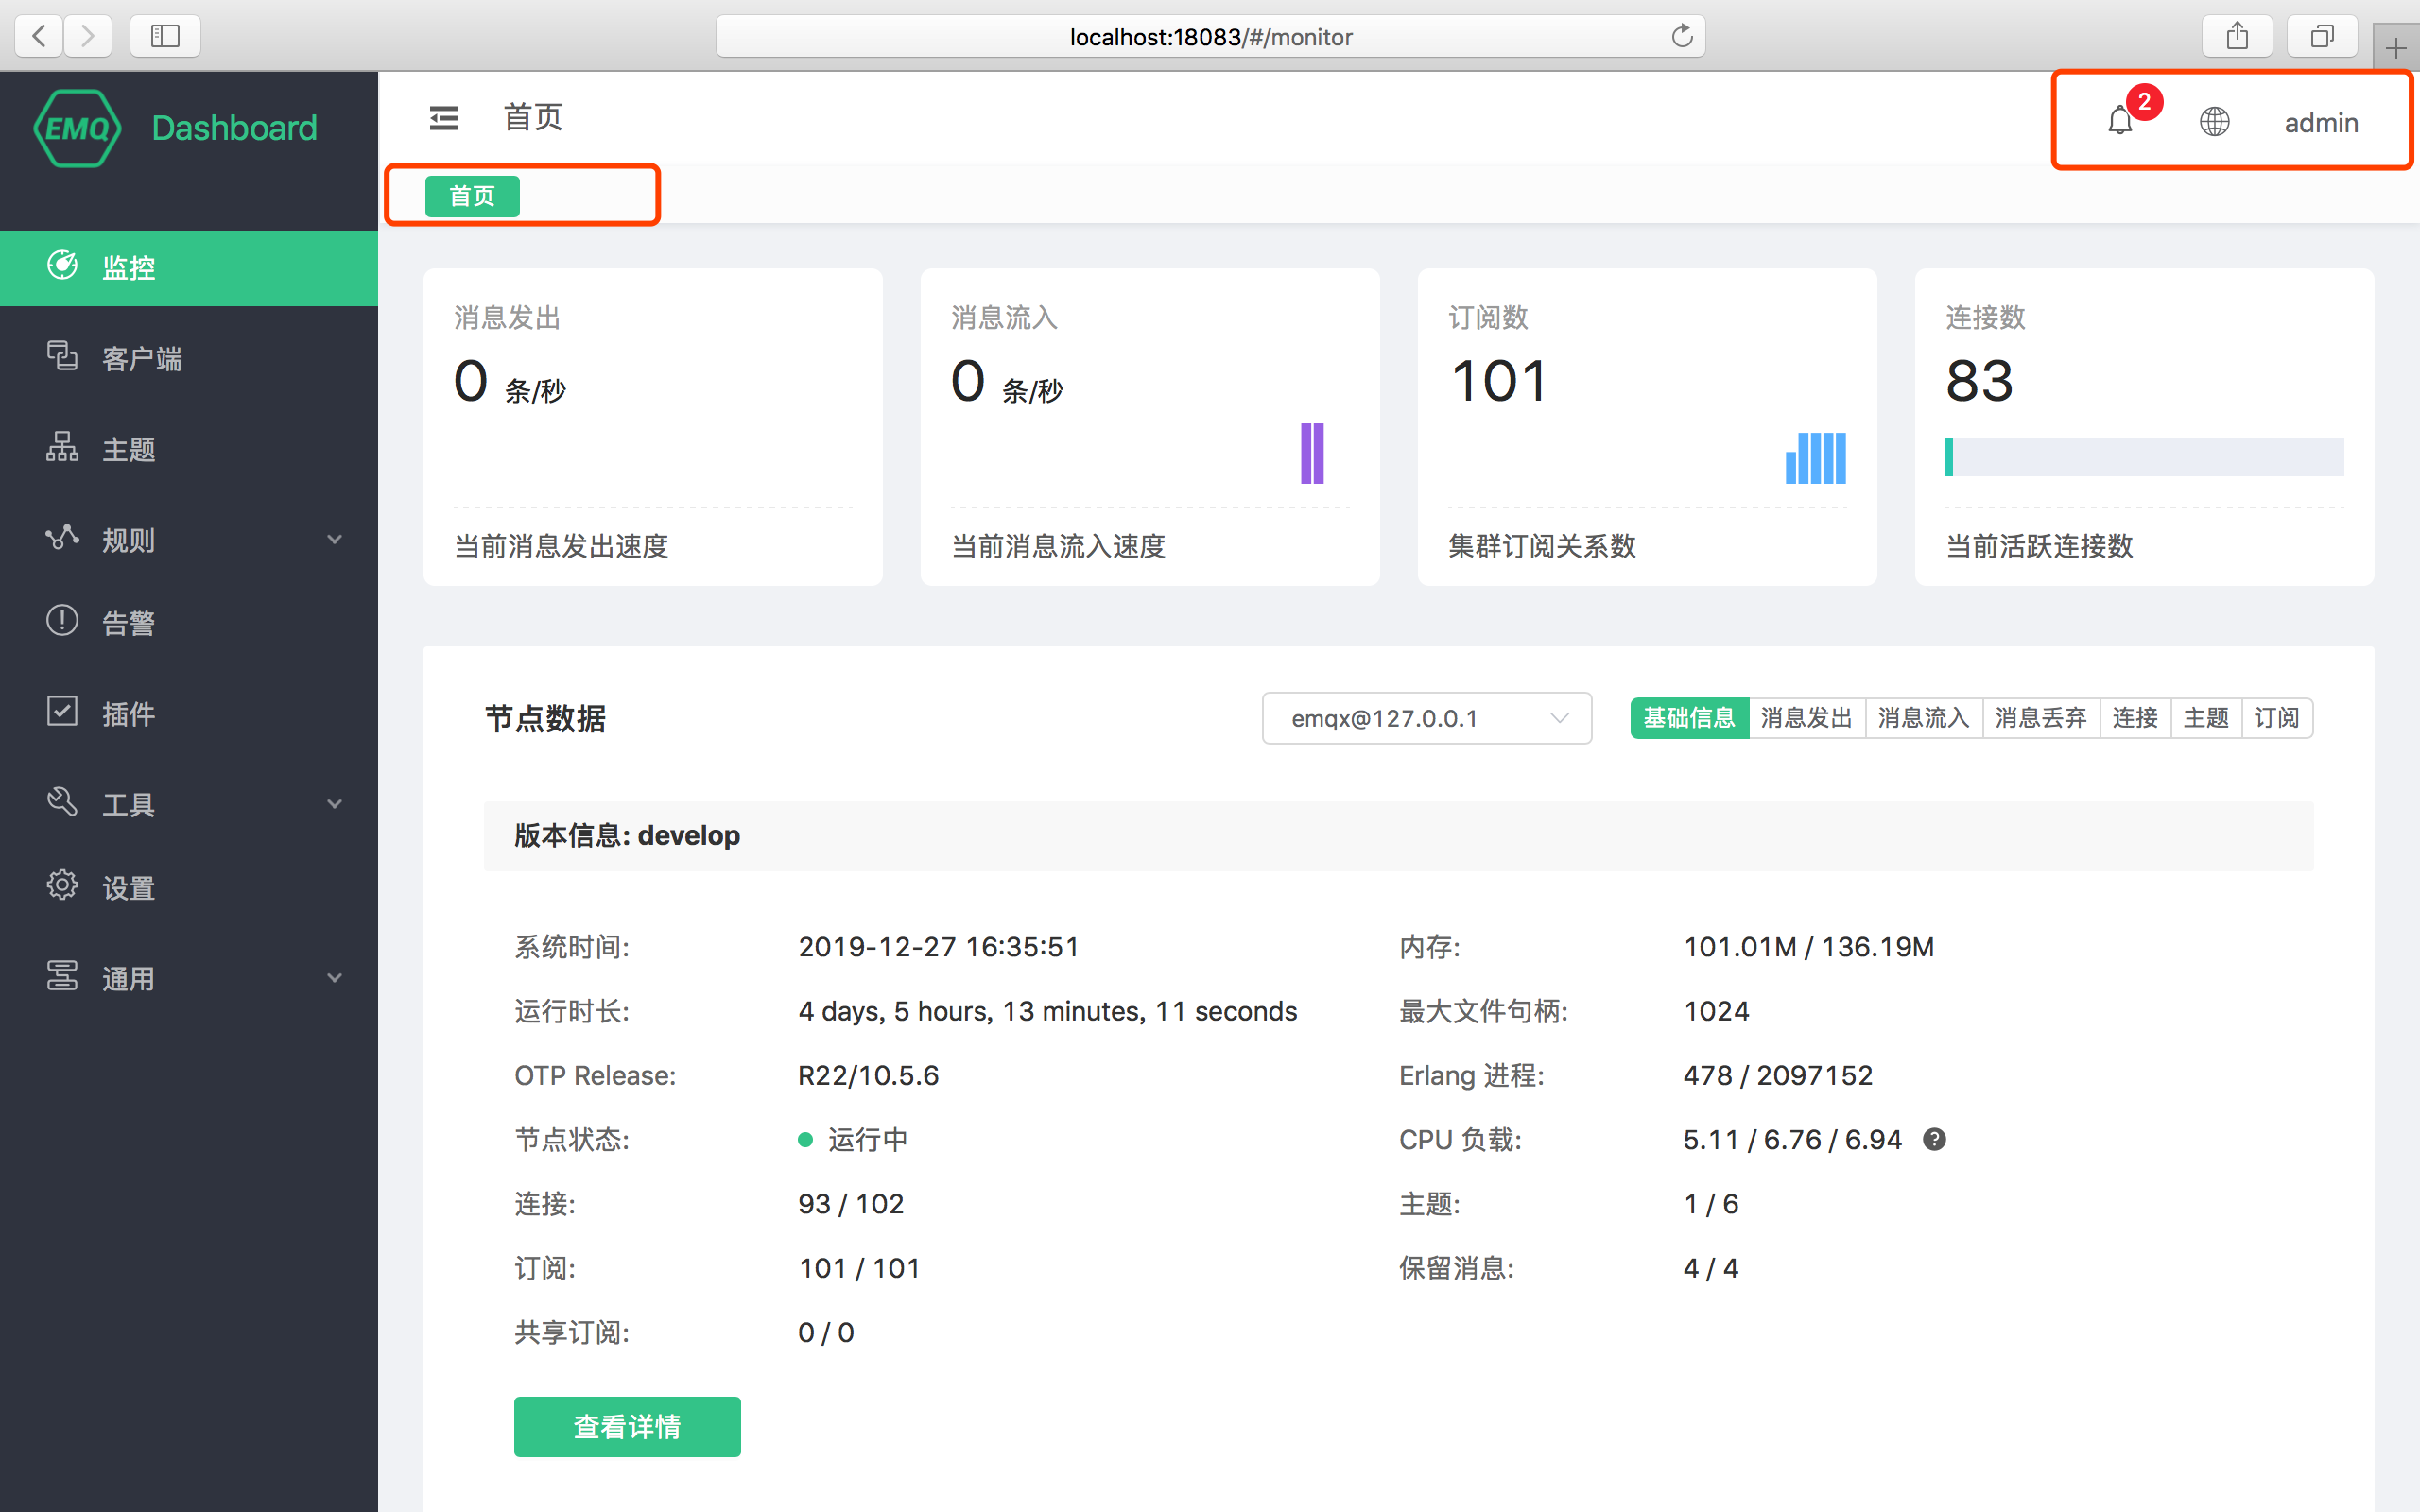 localhost:18083/#/monitor
EMQ Dashboard
首页
2
admin
首页
监控
客户端
主题
规则
告警
插件
工具
设置
通用
消息发出
0 条/秒
当前消息发出速度
消息流入
0 条/秒
当前消息流入速度
订阅数
101
集群订阅关系数
连接数
83
当前活跃连接数
节点数据
emqx@127.0.0.1
基础信息 消息发出 消息流入 消息丢弃 连接 主题 订阅
版本信息: develop
系统时间: 2019-12-27 16:35:51
内存: 101.01M / 136.19M
运行时长: 4 days, 5 hours, 13 minutes, 11 seconds
最大文件句柄: 1024
OTP Release: R22/10.5.6
Erlang 进程: 478 / 2097152
节点状态: 运行中
CPU 负载: 5.11 / 6.76 / 6.94 ?
连接: 93 / 102
主题: 1 / 6
订阅: 101 / 101
保留消息: 4 / 4
共享订阅: 0 / 0
查看详情